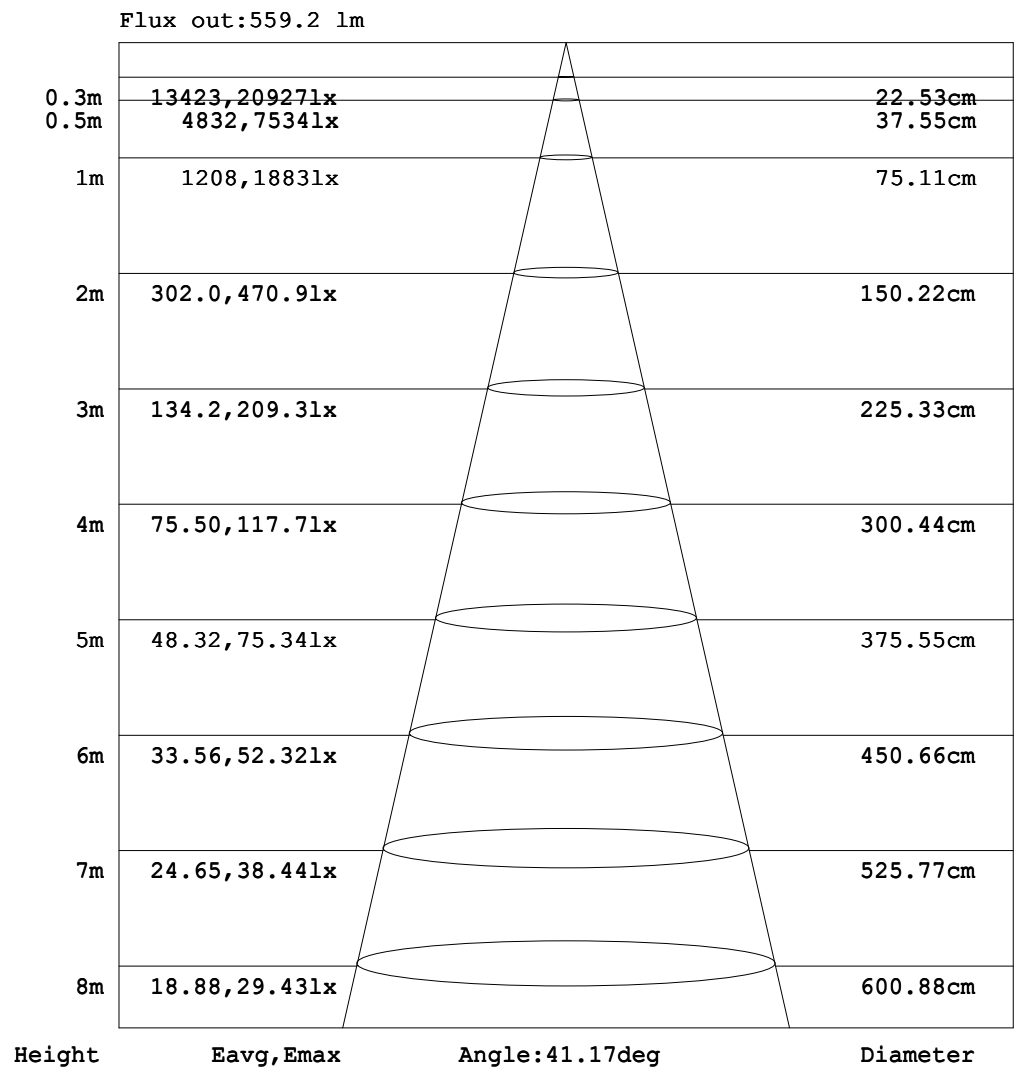 Flux out:559.2 lm
0.3m 13423,20927lx 22.53cm
0.5m 4832,7534lx 37.55cm
1m 1208,1883lx 75.11cm
2m 302.0,470.9lx 150.22cm
3m 134.2,209.3lx 225.33cm
4m 75.50,117.7lx 300.44cm
5m 48.32,75.34lx 375.55cm
6m 33.56,52.32lx 450.66cm
7m 24.65,38.44lx 525.77cm
8m 18.88,29.43lx 600.88cm
Height Eavg,Emax Angle:41.17deg Diameter